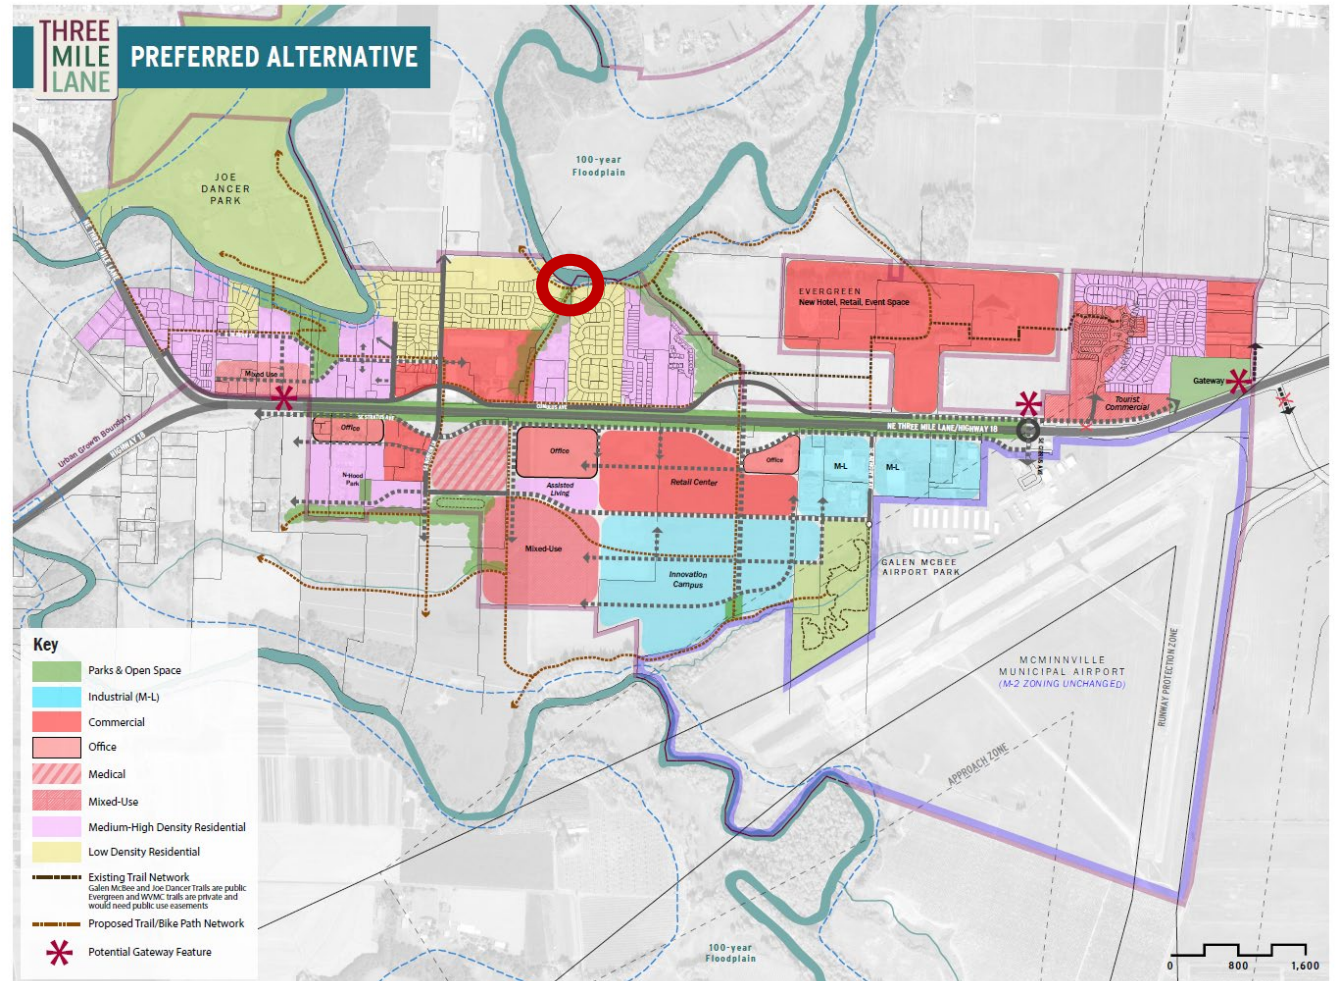 THREE
MILE
LANE
PREFERRED ALTERNATIVE
JOE
DANCER
PARK
100-year
Floodplain
EVERGREEN
New Hotel, Retail, Event Space
Mixed Use
Gateway
Tourist
Commercial
Urban Growth Boundary
HIGHWAY 18
NE THREE MILE LANE/HIGHWAY 18
Office
N-Hood
Park
Office
Assisted
Living
Retail Center
Office
M-L
M-L
Mixed-Use
Innovation
Campus
GALEN MCBEE
AIRPORT PARK
MCMINNVILLE
MUNICIPAL AIRPORT
(M-2 ZONING UNCHANGED)
RUNWAY PROTECTION ZONE
APPROACH ZONE
100-year
Floodplain
Key
Parks & Open Space
Industrial (M-L)
Commercial
Office
Medical
Mixed-Use
Medium-High Density Residential
Low Density Residential
Existing Trail Network
Galen McBee and Joe Dancer Trails are public
Evergreen and WVMC trails are private and
would need public use easements
Proposed Trail/Bike Path Network
Potential Gateway Feature
0 800 1,600